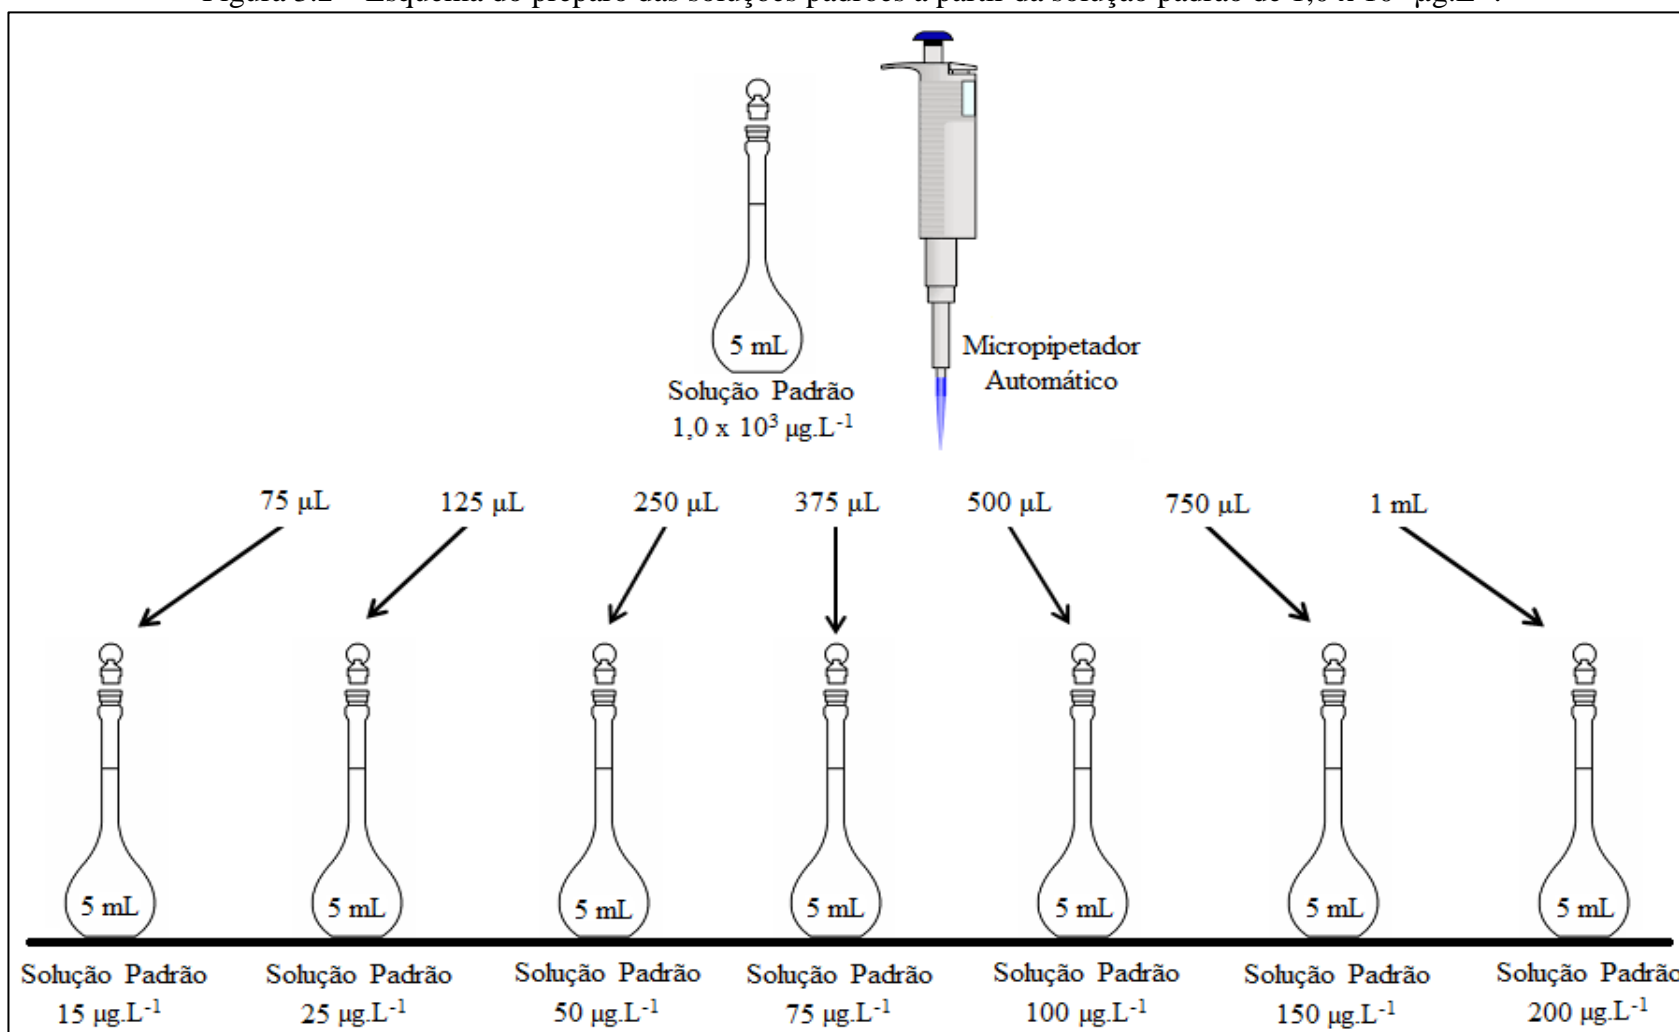 5 mL
Micropipetador
Automático
Solução Padrão
1,0 x 10³ µg.L⁻¹
75 µL 125 µL 250 µL 375 µL 500 µL 750 µL 1 mL
5 mL 5 mL 5 mL 5 mL 5 mL 5 mL 5 mL
Solução Padrão Solução Padrão Solução Padrão Solução Padrão Solução Padrão Solução Padrão Solução Padrão
15 µg.L⁻¹ 25 µg.L⁻¹ 50 µg.L⁻¹ 75 µg.L⁻¹ 100 µg.L⁻¹ 150 µg.L⁻¹ 200 µg.L⁻¹